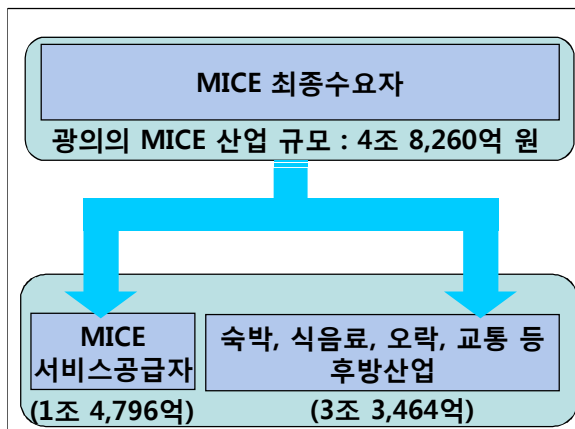 MICE 최종수요자
광의의 MICE 산업 규모 : 4조 8,260억 원
MICE
서비스공급자
숙박, 식음료, 오락, 교통 등
후방산업
(1조 4,796억)
(3조 3,464억)